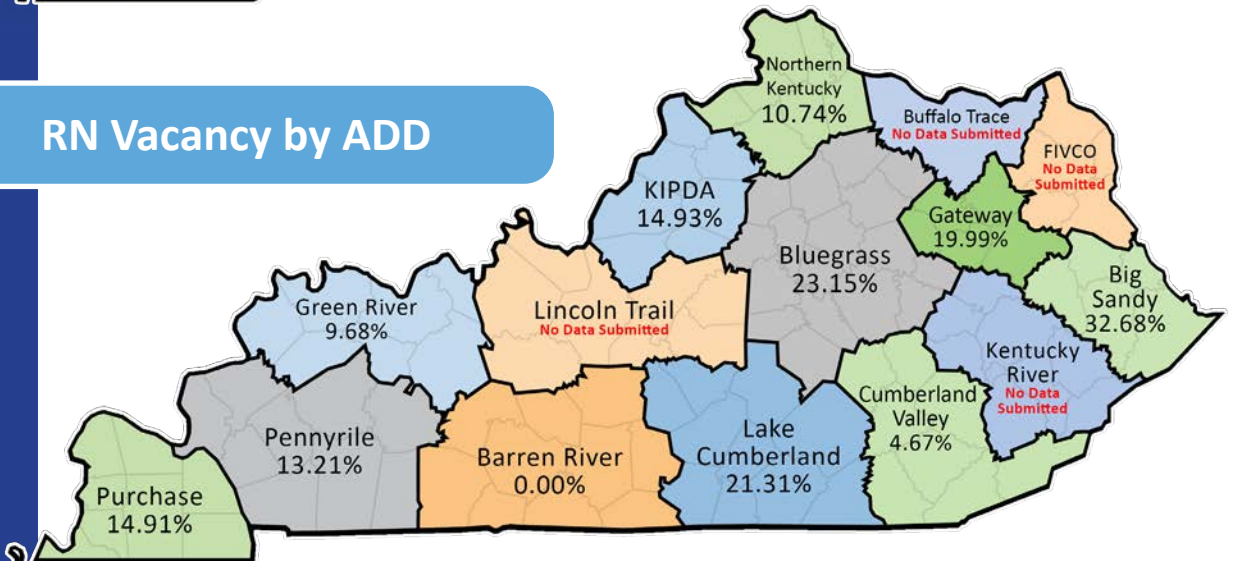 RN Vacancy by ADD
Northern
Kentucky
10.74%
Buffalo Trace
No Data Submitted
FIVCO
No Data
Submitted
KIPDA
14.93%
Gateway
19.99%
Bluegrass
23.15%
Big
Sandy
32.68%
Green River
9.68%
Lincoln Trail
No Data Submitted
Kentucky
River
No Data
Submitted
Cumberland
Valley
4.67%
Pennyrile
13.21%
Barren River
0.00%
Lake
Cumberland
21.31%
Purchase
14.91%